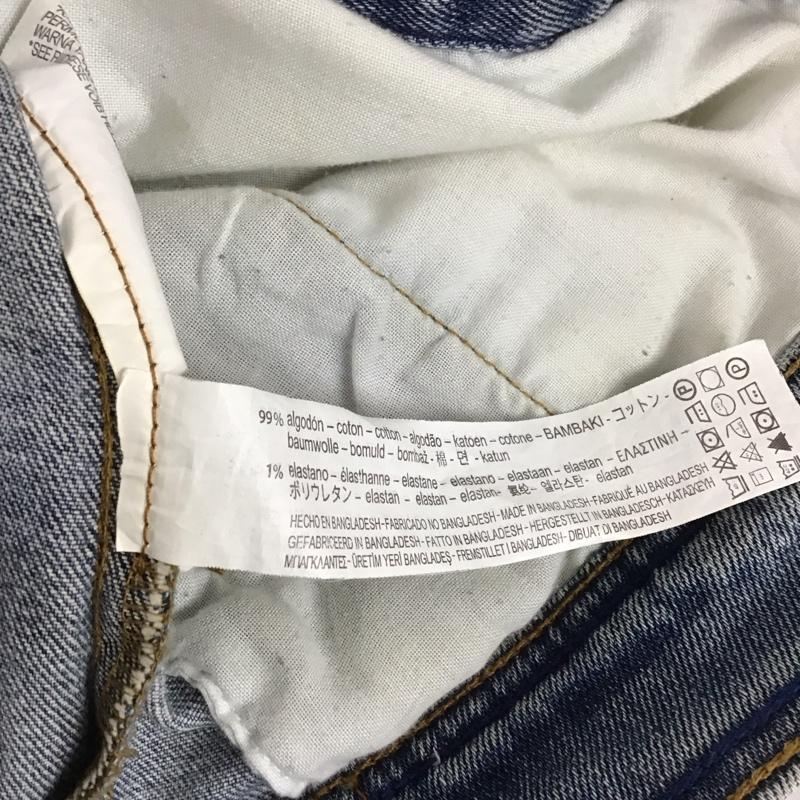 PERM
WARNA
"SEE R
99% algodón - coton - cotton - algodão - katoen - cotone - BAMBAKI - コットン -
baumwolle - bomuld - bombaž - 棉 - 면 - katun
1% elastano - élasthanne - elastane - elastano - elastaan - elastan - ΕΛΑΣΤΙΝΗ -
ポリウレタン - elastan - elastan - elastan - 氨纶 - 엘라스탄 - elastan
HECHO EN BANGLADESH - FABRICADO NO BANGLADESH - MADE IN BANGLADESH - FABRIQUÉ AU BANGLADESH
GEFABRICEERD IN BANGLADESH - FATTO IN BANGLADESH - HERGESTELLT IN BANGLADESCH - ΚΑΤΑΣΚΕΥΗ
ΜΠΑΓΚΛΑΝΤΕΣ - ÜRETİM YERİ BANGLADEŞ - FREMSTILLET I BANGLADESH - DIBUAT DI BANGLADESH